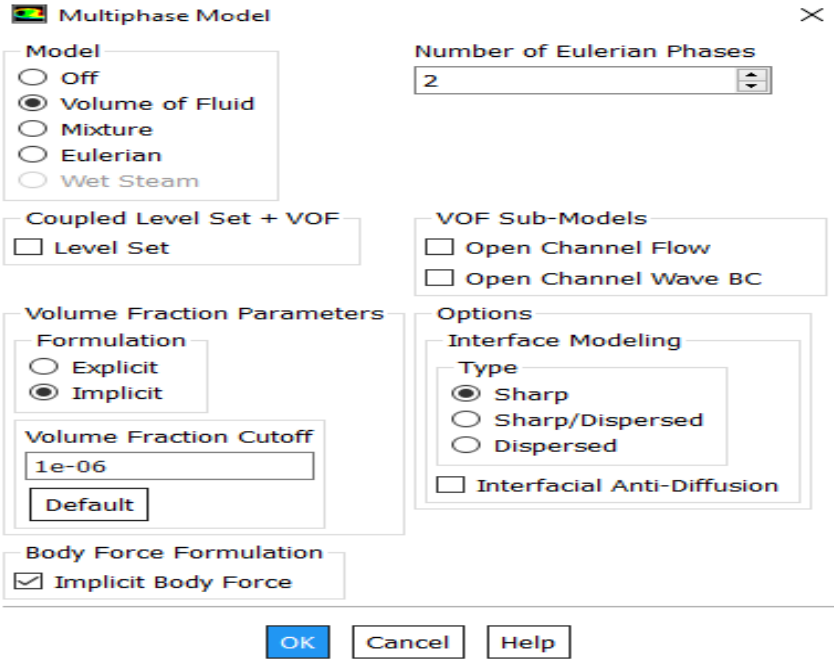 Multiphase Model
Model
Off
Volume of Fluid
Mixture
Eulerian
Wet Steam
Number of Eulerian Phases
2
Coupled Level Set + VOF
Level Set
VOF Sub-Models
Open Channel Flow
Open Channel Wave BC
Volume Fraction Parameters
Formulation
Explicit
Implicit
Volume Fraction Cutoff
1e-06
Default
Options
Interface Modeling
Type
Sharp
Sharp/Dispersed
Dispersed
Interfacial Anti-Diffusion
Body Force Formulation
Implicit Body Force
OK
Cancel
Help